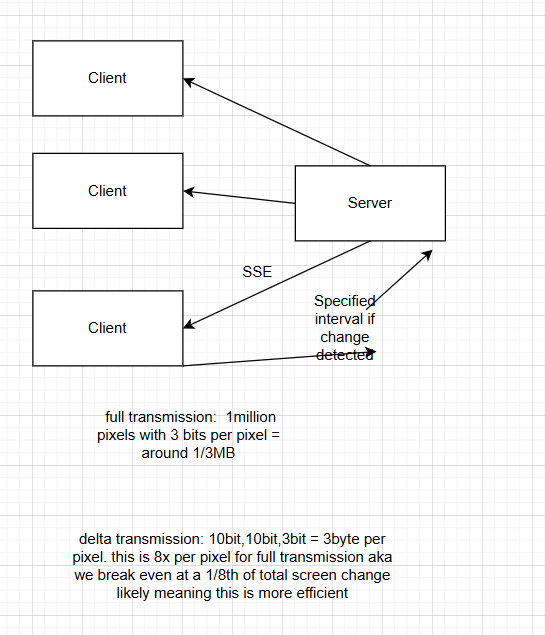 Client
Client
Server
SSE
Specified
interval if
change
detected
Client
full transmission:  1million
pixels with 3 bits per pixel =
around 1/3MB
delta transmission: 10bit,10bit,3bit = 3byte per
pixel. this is 8x per pixel for full transmission aka
we break even at a 1/8th of total screen change
likely meaning this is more efficient